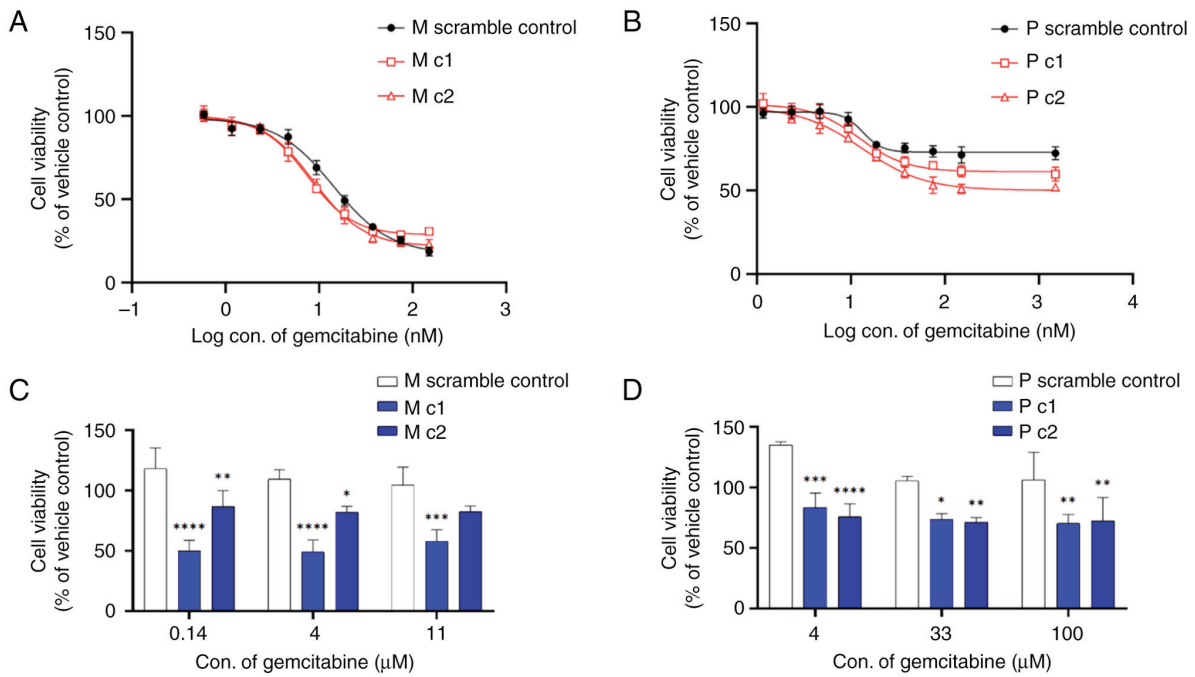 A
M scramble control
M c1
M c2
150
100
50
0
Cell viability
(% of vehicle control)
–1
0
1
2
3
Log con. of gemcitabine (nM)
B
P scramble control
P c1
P c2
150
100
50
0
Cell viability
(% of vehicle control)
0
1
2
3
4
Log con. of gemcitabine (nM)
C
M scramble control
M c1
M c2
150
100
50
0
Cell viability
(% of vehicle control)
**** ** **** * ***
0.14
4
11
Con. of gemcitabine (μM)
D
P scramble control
P c1
P c2
150
100
50
0
Cell viability
(% of vehicle control)
*** **** * ** ** **
4
33
100
Con. of gemcitabine (μM)